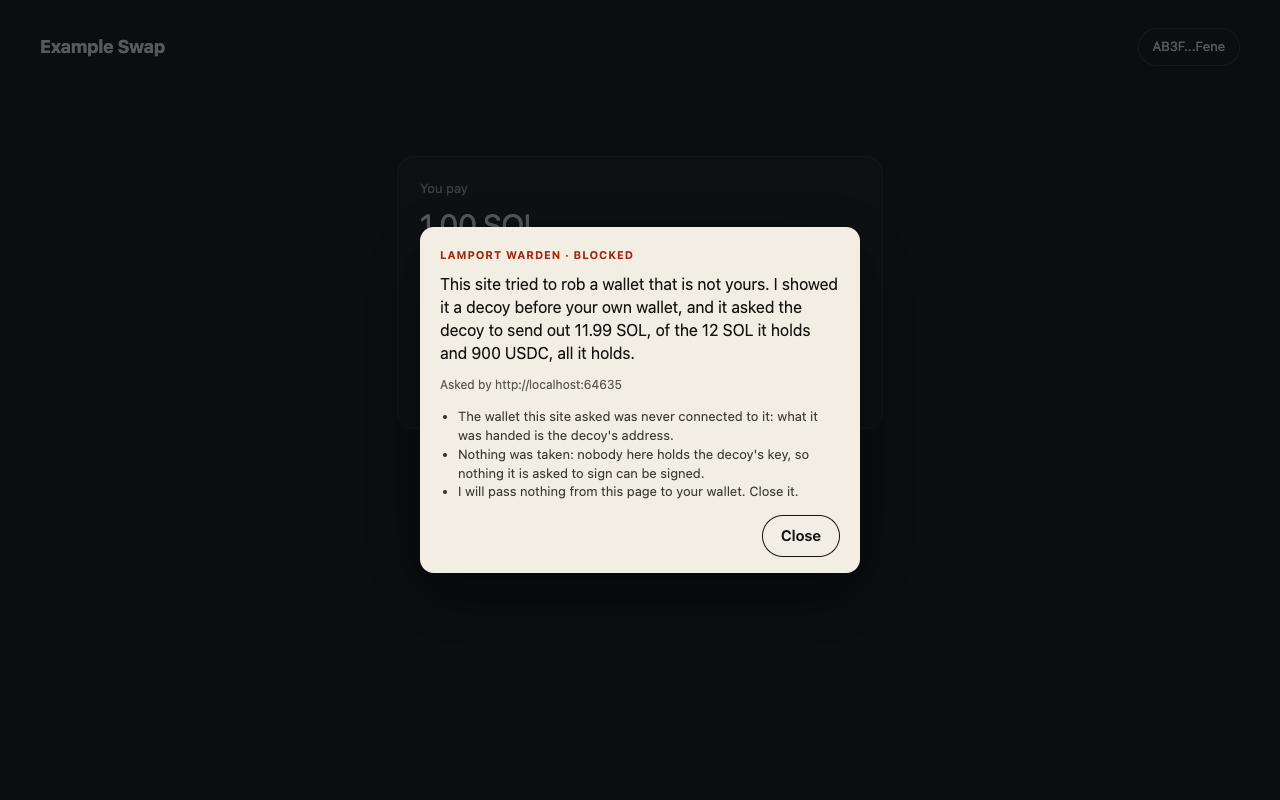 Example Swap
AB3F...Fene
You pay
1.00 SOL
LAMPORT WARDEN · BLOCKED
This site tried to rob a wallet that is not yours. I showed
it a decoy before your own wallet, and it asked the
decoy to send out 11.99 SOL, of the 12 SOL it holds
and 900 USDC, all it holds.
Asked by http://localhost:64635
• The wallet this site asked was never connected to it: what it
was handed is the decoy's address.
• Nothing was taken: nobody here holds the decoy's key, so
nothing it is asked to sign can be signed.
• I will pass nothing from this page to your wallet. Close it.
Close